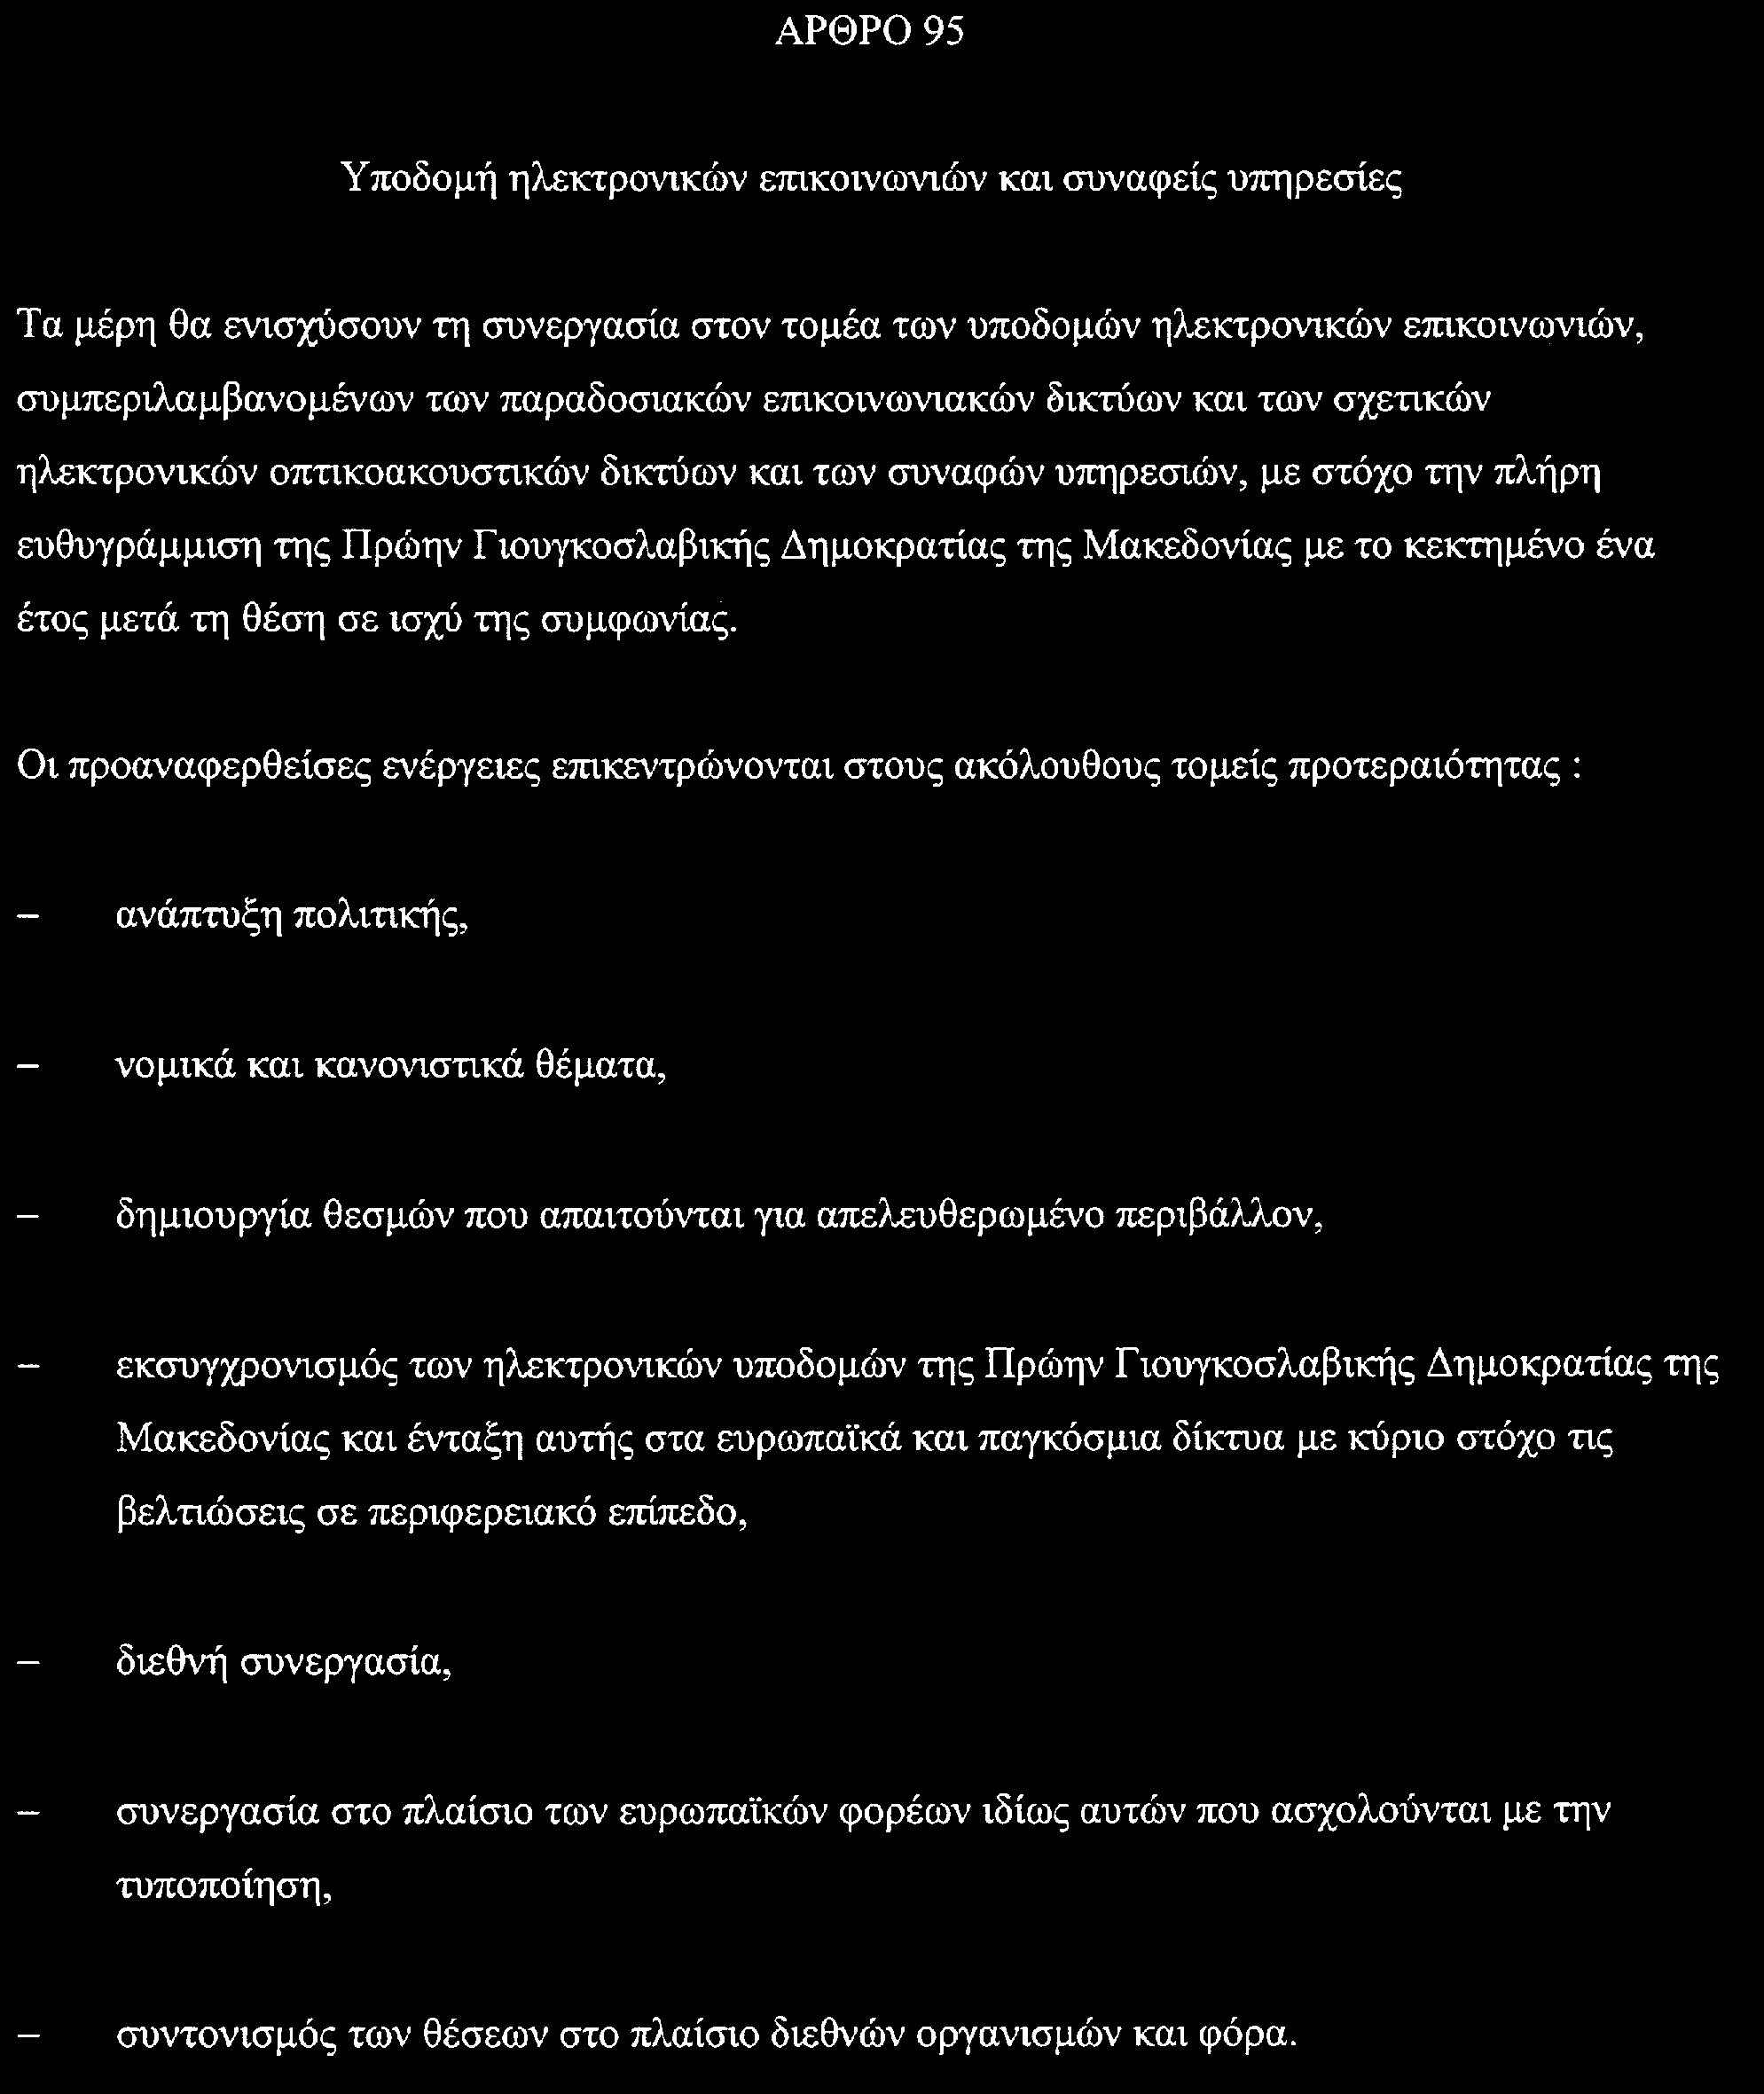 ΑΡΘΡΟ 95
Υποδομή ηλεκτρονικών επικοινωνιών και συναφείς υπηρεσίες
Τα μέρη θα ενισχύσουν τη συνεργασία στον τομέα των υποδομών ηλεκτρονικών επικοινωνιών,
συμπεριλαμβανομένων των παραδοσιακών επικοινωνιακών δικτύων και των σχετικών
ηλεκτρονικών οπτικοακουστικών δικτύων και των συναφών υπηρεσιών, με στόχο την πλήρη
ευθυγράμμιση της Πρώην Γιουγκοσλαβικής Δημοκρατίας της Μακεδονίας με το κεκτημένο ένα
έτος μετά τη θέση σε ισχύ της συμφωνίας.
Οι προαναφερθείσες ενέργειες επικεντρώνονται στους ακόλουθους τομείς προτεραιότητας :
– ανάπτυξη πολιτικής,
– νομικά και κανονιστικά θέματα,
– δημιουργία θεσμών που απαιτούνται για απελευθερωμένο περιβάλλον,
– εκσυγχρονισμός των ηλεκτρονικών υποδομών της Πρώην Γιουγκοσλαβικής Δημοκρατίας της
Μακεδονίας και ένταξη αυτής στα ευρωπαϊκά και παγκόσμια δίκτυα με κύριο στόχο τις
βελτιώσεις σε περιφερειακό επίπεδο,
– διεθνή συνεργασία,
– συνεργασία στο πλαίσιο των ευρωπαϊκών φορέων ιδίως αυτών που ασχολούνται με την
τυποποίηση,
– συντονισμός των θέσεων στο πλαίσιο διεθνών οργανισμών και φόρα.